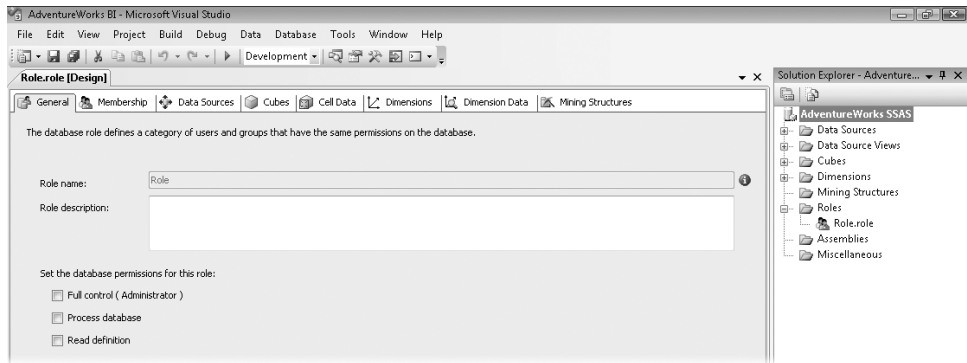 AdventureWorks BI - Microsoft Visual Studio
File Edit View Project Build Debug Data Database Tools Window Help
Development
Role.role [Design]
General Membership Data Sources Cubes Cell Data Dimensions Dimension Data Mining Structures
The database role defines a category of users and groups that have the same permissions on the database.
Role name: Role
Role description:
Set the database permissions for this role:
Full control ( Administrator )
Process database
Read definition
Solution Explorer - Adventure...
AdventureWorks SSAS
Data Sources
Data Source Views
Cubes
Dimensions
Mining Structures
Roles
Role.role
Assemblies
Miscellaneous